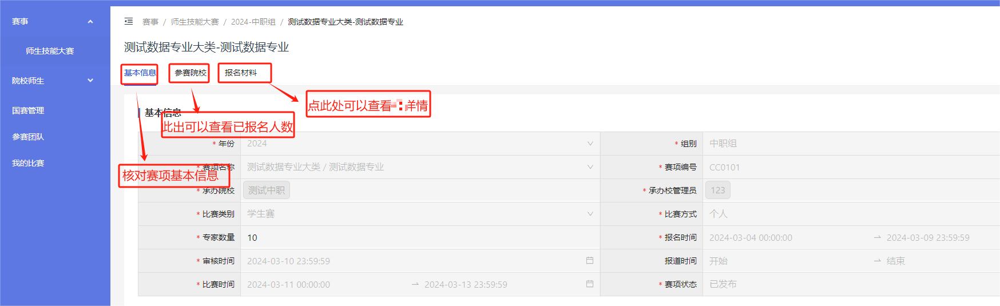 赛事
师生技能大赛
院校师生
国赛管理
参赛团队
我的比赛
赛事 / 师生技能大赛 / 2024-中职组 / 测试数据专业大类-测试数据专业
测试数据专业大类-测试数据专业
基本信息 参赛院校 报名材料
点此处可以查看 详情
基本信息
此出可以查看已报名人数
* 年份 2024 * 组别 中职组
* 赛项名称 测试数据专业大类 / 测试数据专业 * 赛项编号 CC0101
核对赛项基本信息
* 承办院校 测试中职 * 承办校管理员 123
* 比赛类别 学生赛 * 比赛方式 个人
* 专家数量 10 * 报名时间 2024-03-04 00:00:00 → 2024-03-09 23:59:59
* 审核时间 2024-03-10 23:59:59 报道时间 开始 → 结束
* 比赛时间 2024-03-11 00:00:00 → 2024-03-13 23:59:59 * 赛项状态 已发布